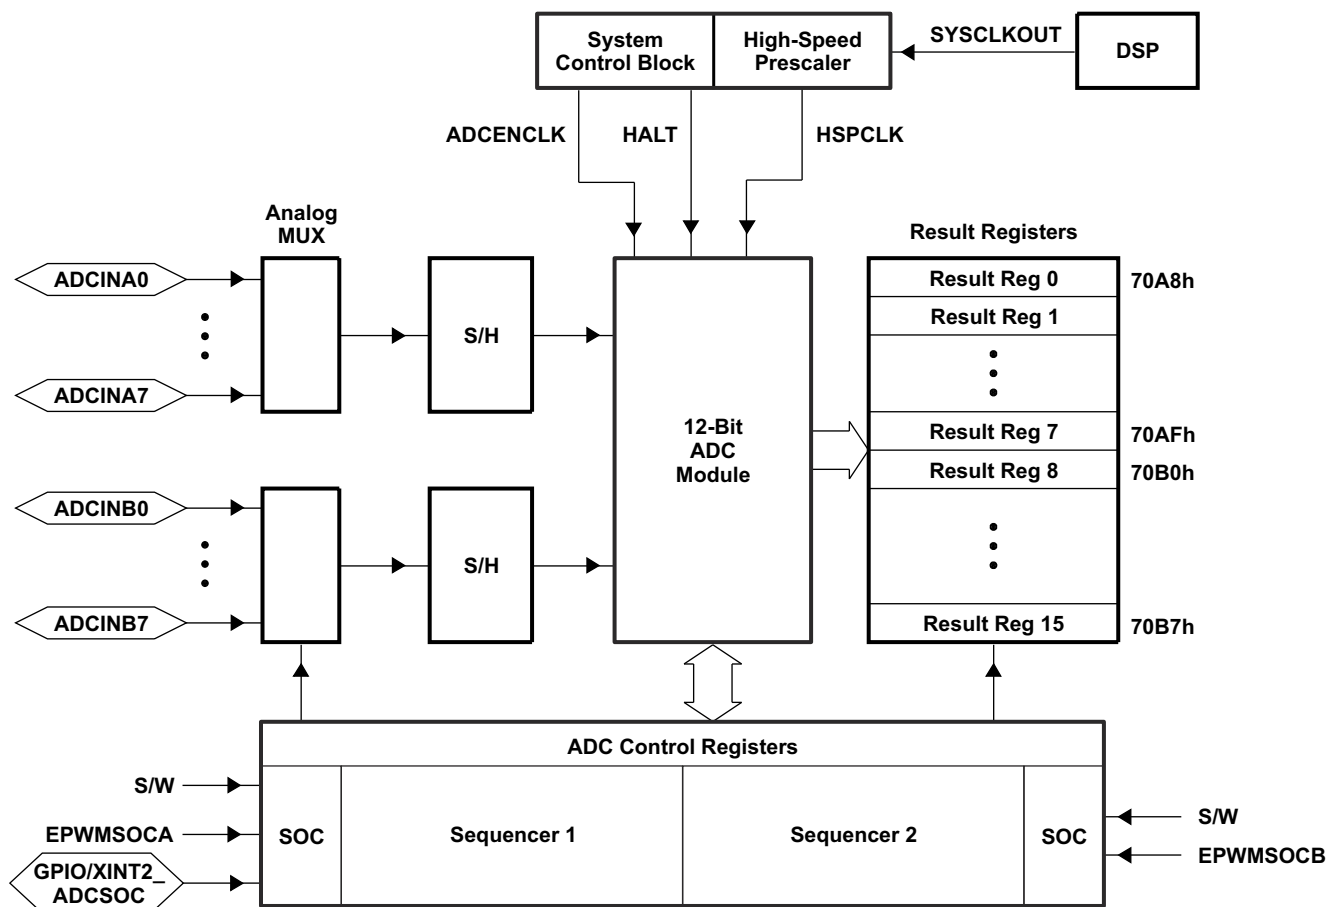 System
Control Block
High-Speed
Prescaler
SYSCLKOUT
DSP
ADCENCLK
HALT
HSPCLK
Analog
MUX
Result Registers
ADCINA0
ADCINA7
S/H
12-Bit
ADC
Module
Result Reg 0
70A8h
Result Reg 1
Result Reg 7
70AFh
Result Reg 8
70B0h
Result Reg 15
70B7h
ADCINB0
ADCINB7
S/H
ADC Control Registers
S/W
EPWMSOCA
GPIO/XINT2_
ADCSOC
SOC
Sequencer 1
Sequencer 2
SOC
S/W
EPWMSOCB